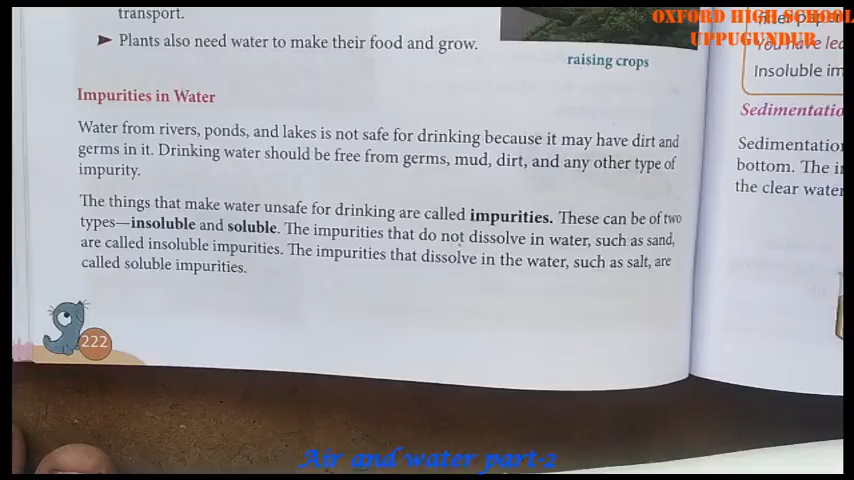 transport.
➤ Plants also need water to make their food and grow.
raising crops
Impurities in Water
Water from rivers, ponds, and lakes is not safe for drinking because it may have dirt and
germs in it. Drinking water should be free from germs, mud, dirt, and any other type of
impurity.
The things that make water unsafe for drinking are called impurities. These can be of two
types—insoluble and soluble. The impurities that do not dissolve in water, such as sand,
are called insoluble impurities. The impurities that dissolve in the water, such as salt, are
called soluble impurities.
222
OXFORD HIGH SCHOOL
UPPUGUNDUR
filter paper
You have lea
Insoluble im
Sedimentatio
Sedimentation
bottom. The i
the clear water
Air and water part-2